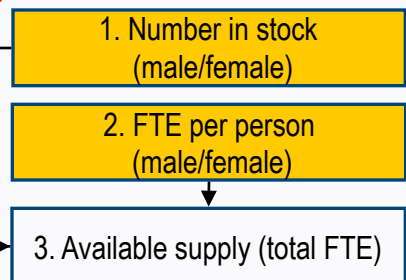 1. Number in stock
(male/female)
2. FTE per person
(male/female)
3. Available supply (total FTE)